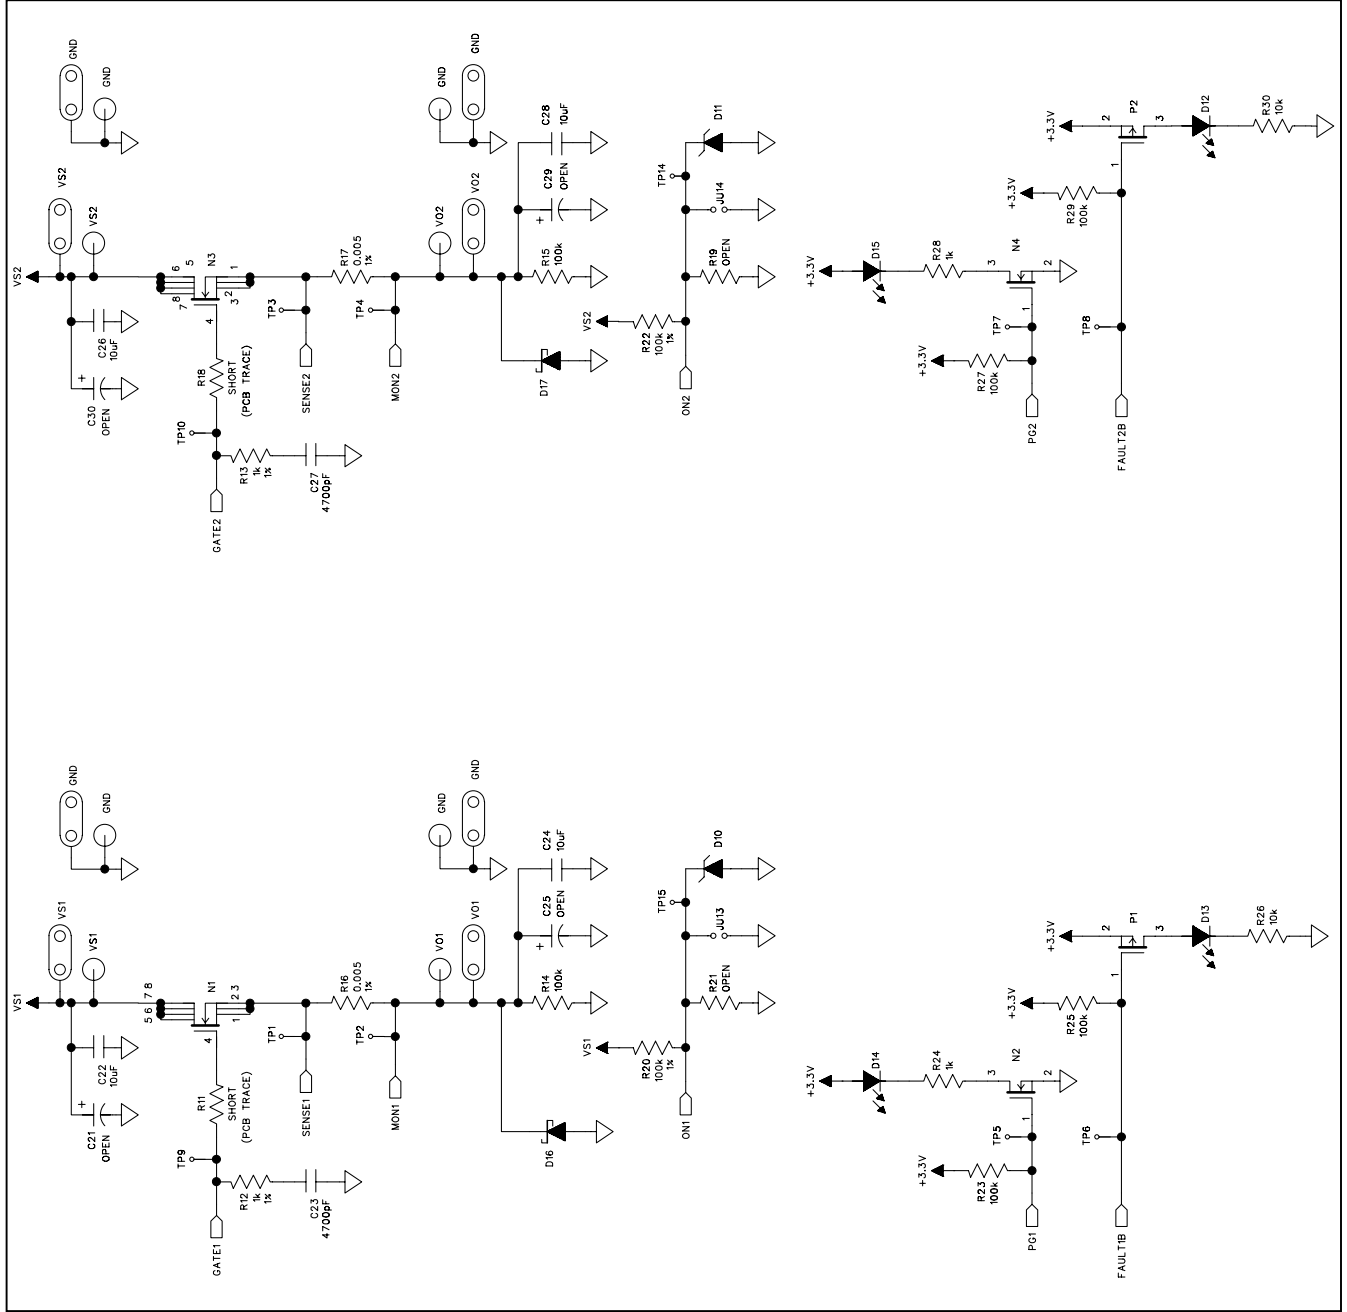 GND
GND
VS2
VS2
VS2
C26
10uF
C30
OPEN
+
6
5
8
7
N3
1
2
3
4
R18
SHORT
(PCB TRACE)
TP10
R13
1k
1%
C27
4700pF
GATE2
TP3
SENSE2
R17
0.005
1%
TP4
MON2
GND
GND
VO2
VO2
C28
10uF
C29
OPEN
+
R15
100k
D17
D11
TP14
JU14
R19
OPEN
VS2
R22
100k
1%
ON2
+3.3V
D15
R28
1k
3
N4
2
1
TP7
+3.3V
R27
100k
PG2
+3.3V
2
P2
3
1
D12
R30
10k
+3.3V
R29
100k
TP8
FAULT2B
GND
GND
VS1
VS1
VS1
C22
10uF
C21
OPEN
+
7 8
5 6
N1
2 3
1
4
R11
SHORT
(PCB TRACE)
TP9
R12
1k
1%
C23
4700pF
GATE1
TP1
SENSE1
R16
0.005
1%
TP2
MON1
GND
GND
VO1
VO1
C24
10uF
C25
OPEN
+
R14
100k
D16
D10
TP15
JU13
R21
OPEN
VS1
R20
100k
1%
ON1
+3.3V
D14
R24
1k
3
N2
2
1
TP5
+3.3V
R23
100k
PG1
+3.3V
2
P1
3
1
D13
R26
10k
+3.3V
R25
100k
TP6
FAULT1B